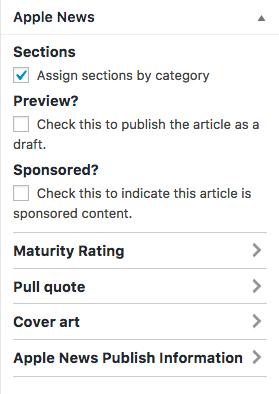 Apple News
Sections
Assign sections by category
Preview?
Check this to publish the article as a
draft.
Sponsored?
Check this to indicate this article is
sponsored content.
Maturity Rating
Pull quote
Cover art
Apple News Publish Information